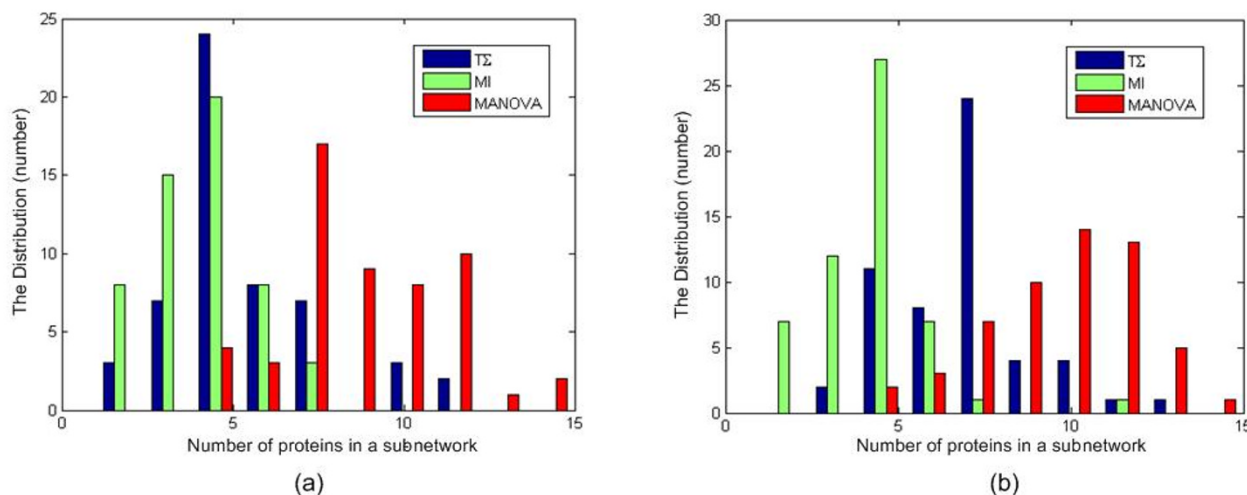 25
20
15
10
5
0
0
5
10
15
The Distribution (number)
Number of proteins in a subnetwork
TΣ
MI
MANOVA
(a)
30
25
20
15
10
5
0
0
5
10
15
The Distribution (number)
Number of proteins in a subnetwork
TΣ
MI
MANOVA
(b)